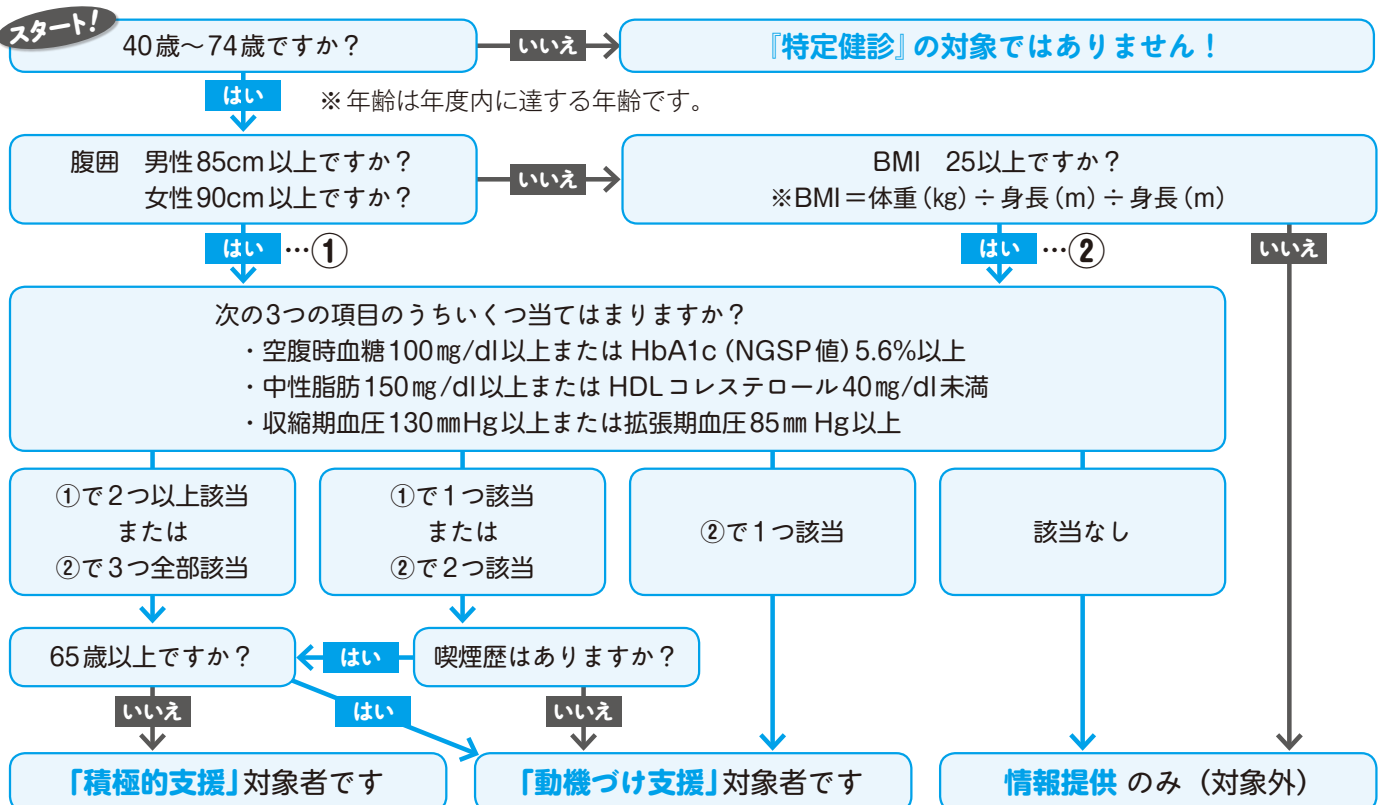 スタート!
40歳〜74歳ですか？
いいえ
『特定健診』の対象ではありません！
はい
※年齢は年度内に達する年齢です。
腹囲　男性85cm以上ですか？
女性90cm以上ですか？
いいえ
BMI　25以上ですか？
※BMI＝体重(kg)÷身長(m)÷身長(m)
はい …①
はい …②
いいえ
次の3つの項目のうちいくつ当てはまりますか？
・空腹時血糖100㎎/dl以上または HbA1c (NGSP値) 5.6%以上
・中性脂肪150㎎/dl以上または HDLコレステロール40㎎/dl未満
・収縮期血圧130㎜Hg以上または拡張期血圧85㎜ Hg以上
①で2つ以上該当
または
②で3つ全部該当
①で1つ該当
または
②で2つ該当
②で1つ該当
該当なし
65歳以上ですか？
はい
喫煙歴はありますか？
いいえ
はい
いいえ
「積極的支援」対象者です
「動機づけ支援」対象者です
情報提供 のみ（対象外）